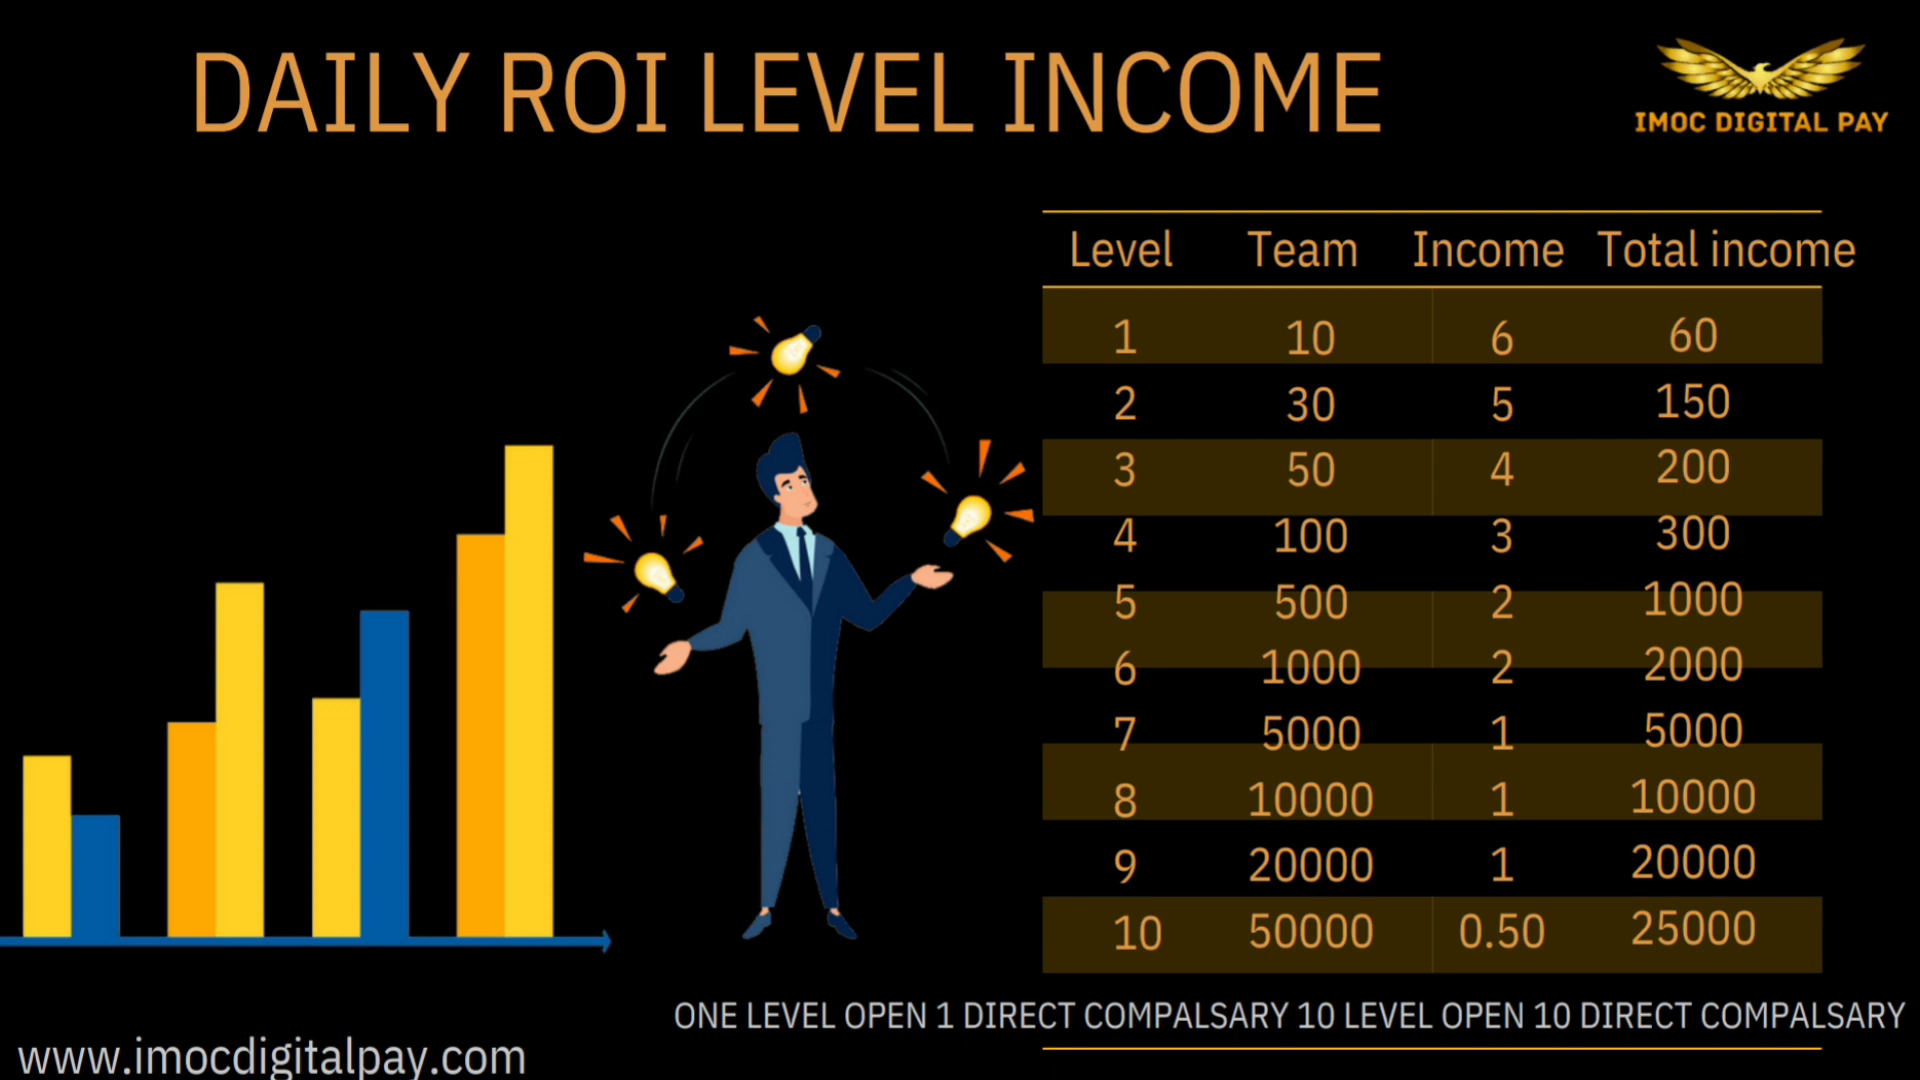 DAILY ROI LEVEL INCOME
IMOC DIGITAL PAY
Level Team Income Total income
1 10 6 60
2 30 5 150
3 50 4 200
4 100 3 300
5 500 2 1000
6 1000 2 2000
7 5000 1 5000
8 10000 1 10000
9 20000 1 20000
10 50000 0.50 25000
ONE LEVEL OPEN 1 DIRECT COMPALSARY 10 LEVEL OPEN 10 DIRECT COMPALSARY
www.imocdigitalpay.com